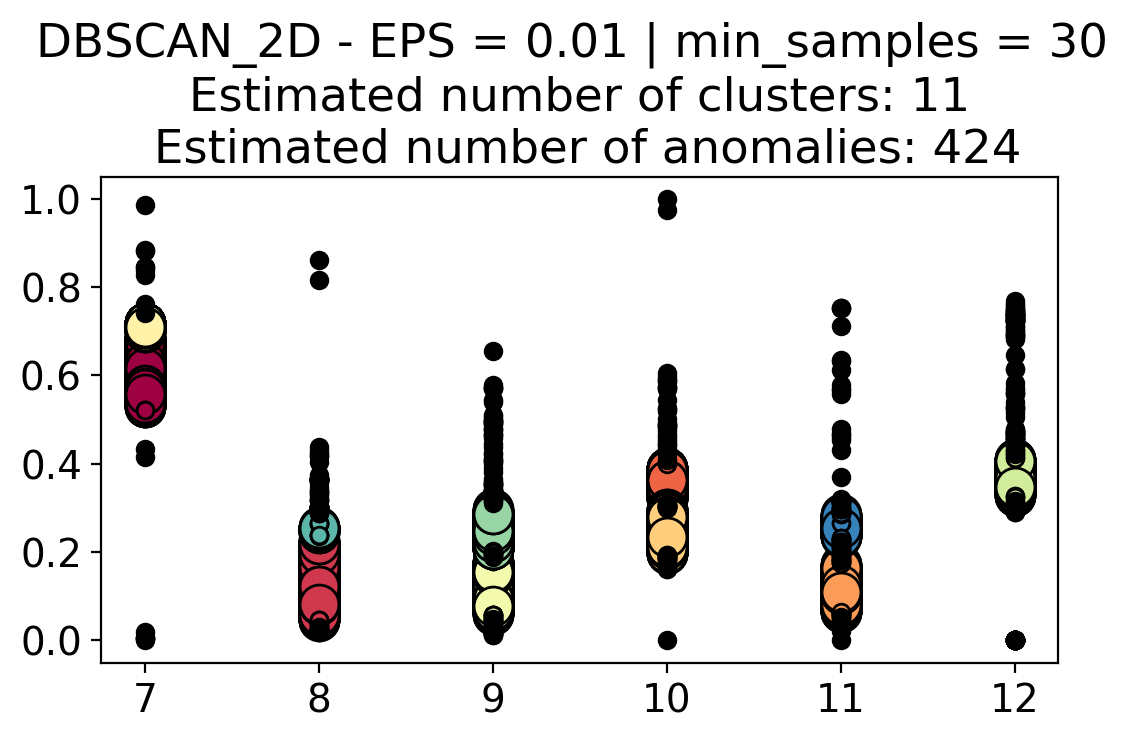 DBSCAN_2D - EPS = 0.01 | min_samples = 30
Estimated number of clusters: 11
Estimated number of anomalies: 424
1.0
0.8
0.6
0.4
0.2
0.0
7 8 9 10 11 12